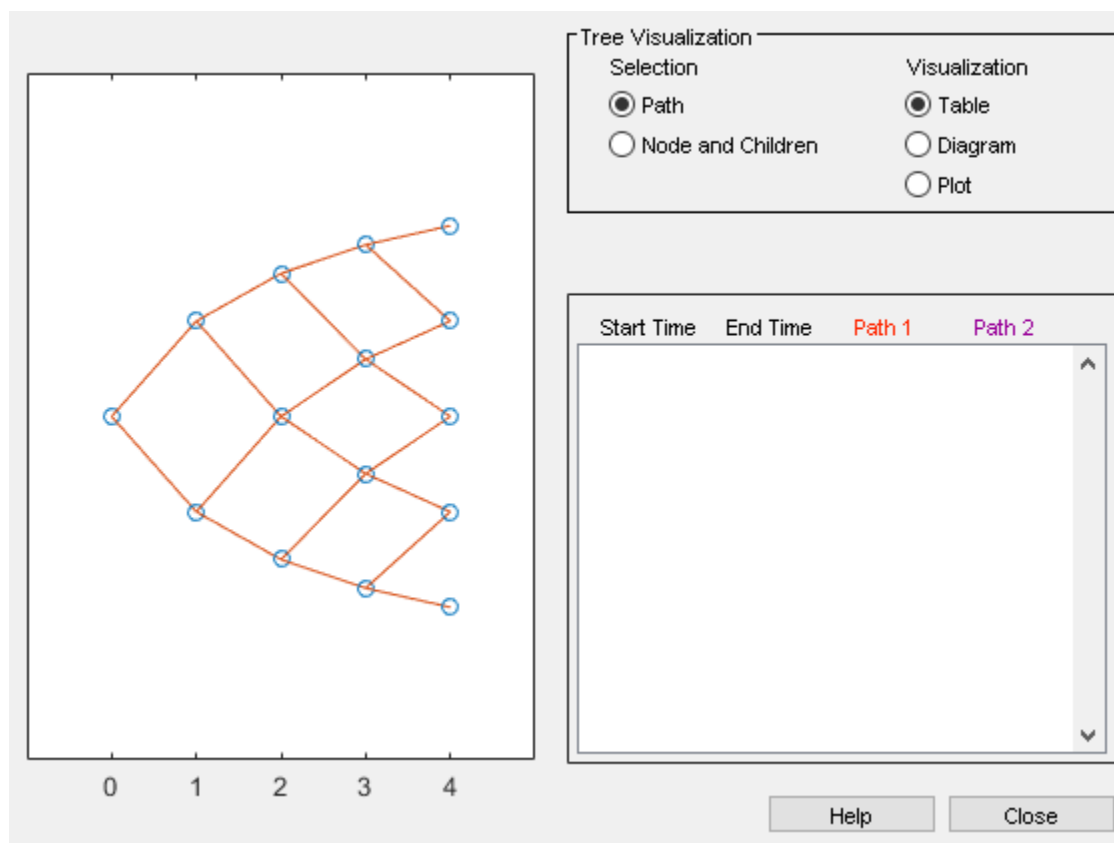 Tree Visualization
Selection Visualization
Path Table
Node and Children Diagram
Plot
Start Time End Time Path 1 Path 2
0 1 2 3 4
Help Close